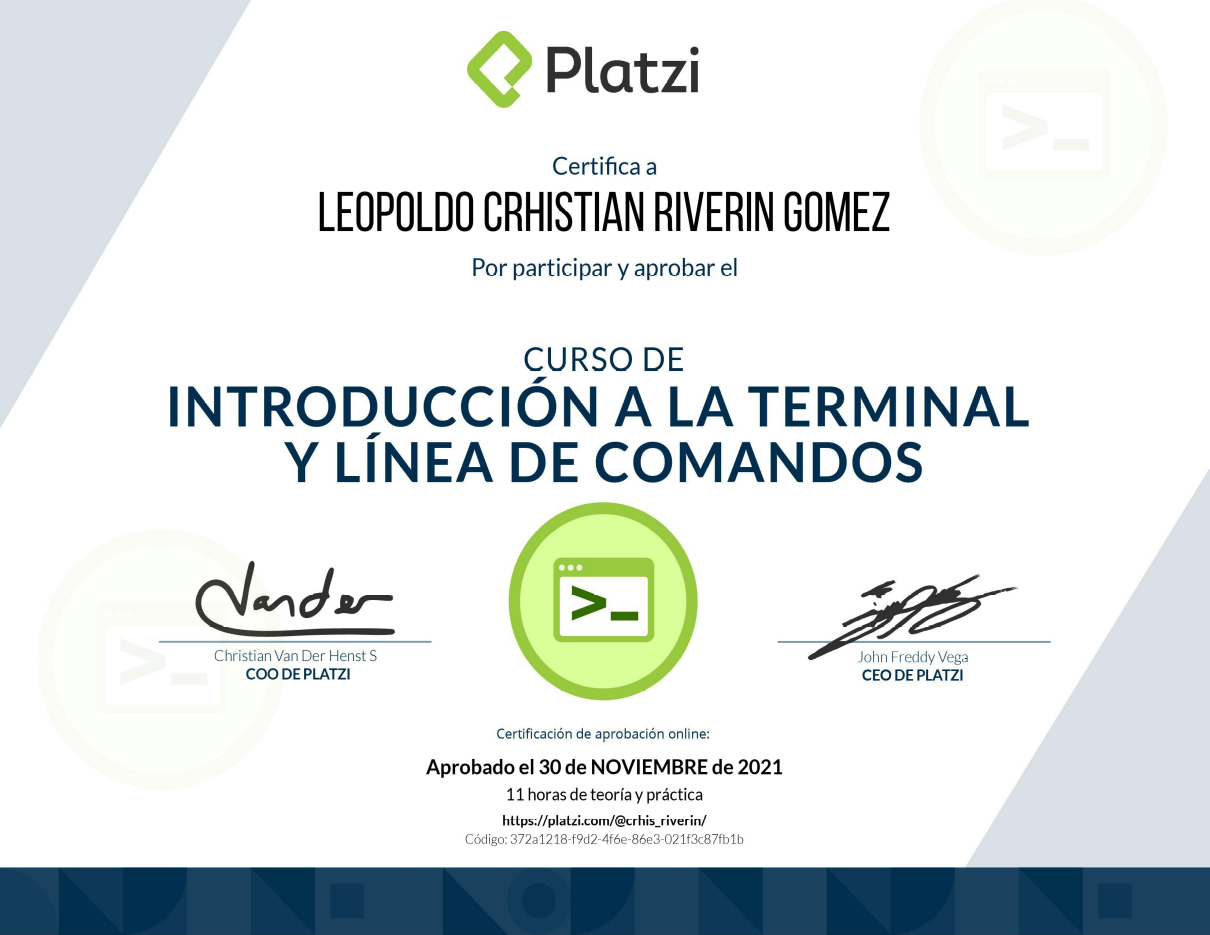 Platzi
Certifica a
LEOPOLDO CRHISTIAN RIVERIN GOMEZ
Por participar y aprobar el
CURSO DE
INTRODUCCIÓN A LA TERMINAL
Y LÍNEA DE COMANDOS
>_
Vander
Christian Van Der Henst S
COO DE PLATZI
John Freddy Vega
CEO DE PLATZI
Certificación de aprobación online:
Aprobado el 30 de NOVIEMBRE de 2021
11 horas de teoría y práctica
https://platzi.com/@crhis_riverin/
Código: 372a1218-f9d2-4f6e-86e3-021f3c87fb1b